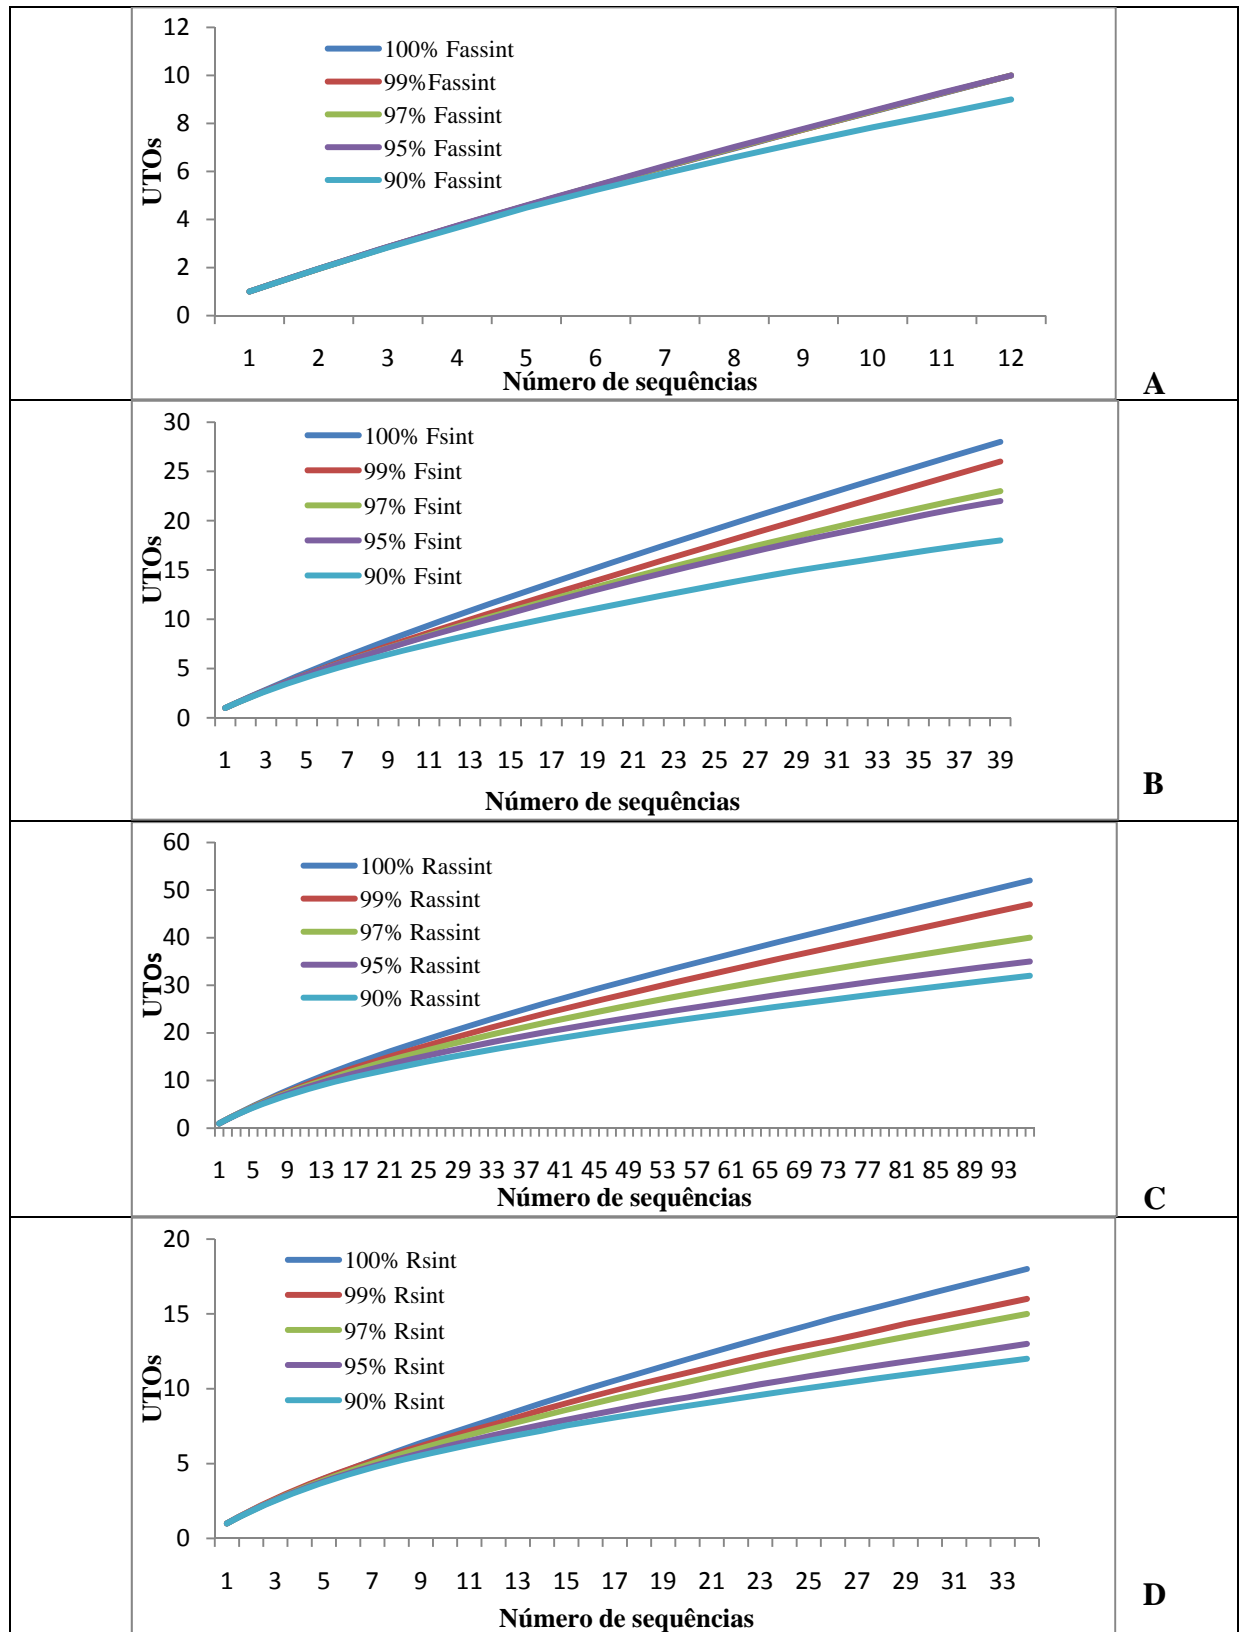 12
10
8
6
4
2
0
UTOs
100% Fassint
99%Fassint
97% Fassint
95% Fassint
90% Fassint
1 2 3 4 5 6 7 8 9 10 11 12
Número de sequências
A
30
25
20
15
10
5
0
UTOs
100% Fsint
99% Fsint
97% Fsint
95% Fsint
90% Fsint
1 3 5 7 9 11 13 15 17 19 21 23 25 27 29 31 33 35 37 39
Número de sequências
B
60
50
40
30
20
10
0
UTOs
100% Rassint
99% Rassint
97% Rassint
95% Rassint
90% Rassint
1 5 9 13 17 21 25 29 33 37 41 45 49 53 57 61 65 69 73 77 81 85 89 93
Número de sequências
C
20
15
10
5
0
UTOs
100% Rsint
99% Rsint
97% Rsint
95% Rsint
90% Rsint
1 3 5 7 9 11 13 15 17 19 21 23 25 27 29 31 33
Número de sequências
D